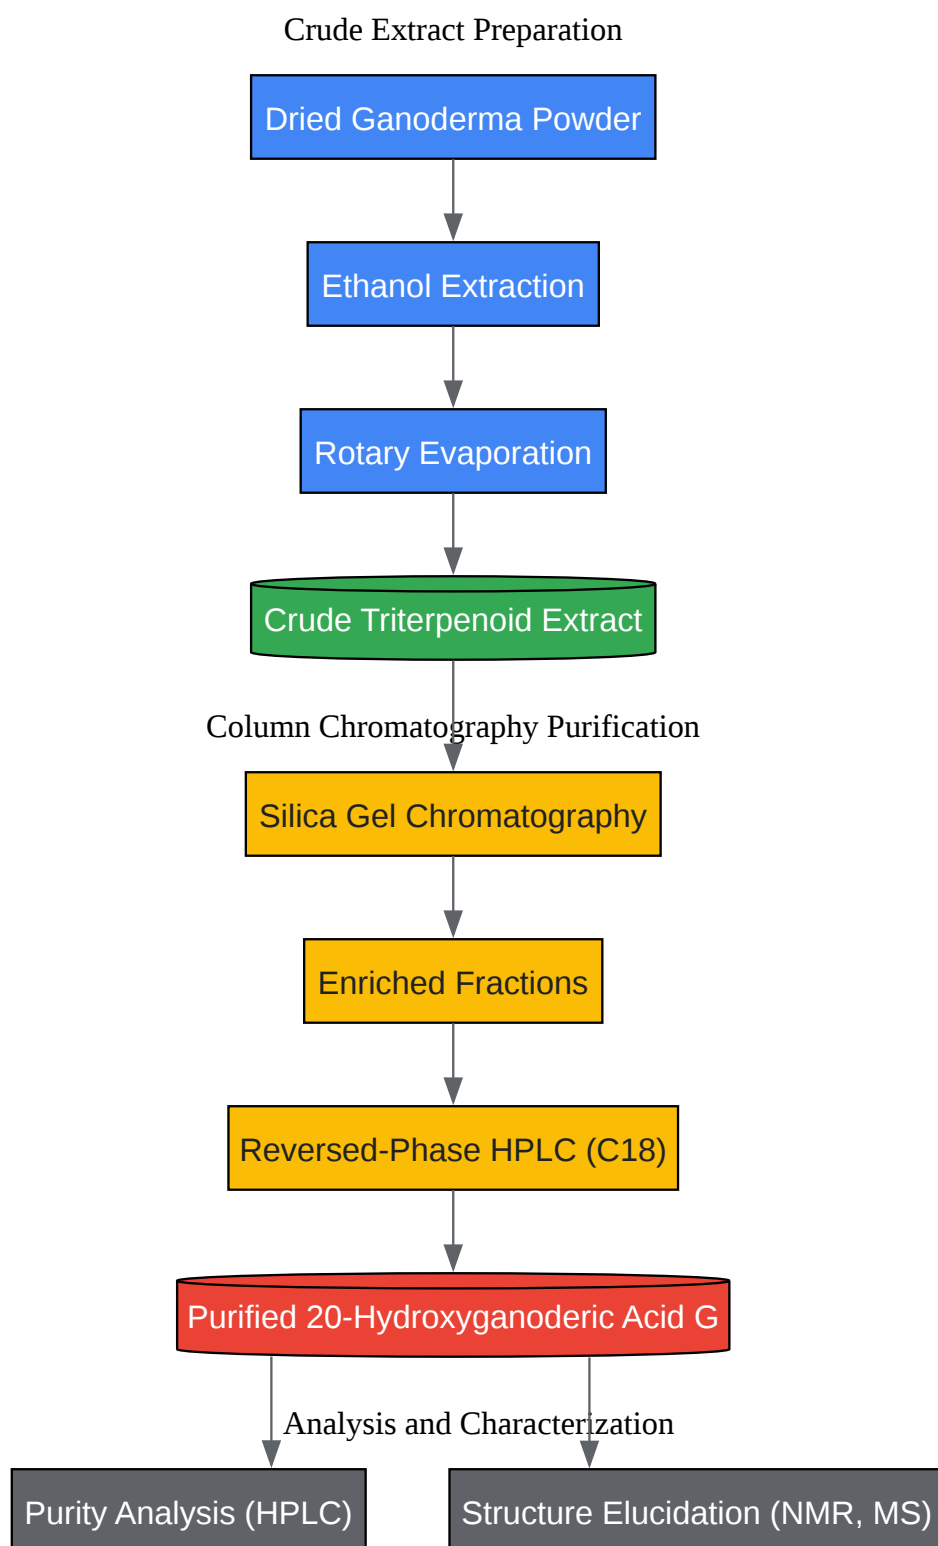 Crude Extract Preparation
Dried Ganoderma Powder
Ethanol Extraction
Rotary Evaporation
Crude Triterpenoid Extract
Column Chromatography Purification
Silica Gel Chromatography
Enriched Fractions
Reversed-Phase HPLC (C18)
Purified 20-Hydroxyganoderic Acid G
Analysis and Characterization
Purity Analysis (HPLC)
Structure Elucidation (NMR, MS)